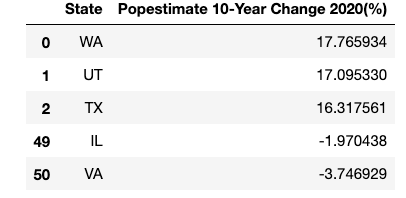 State Popestimate 10-Year Change 2020(%)
0 WA 17.765934
1 UT 17.095330
2 TX 16.317561
49 IL -1.970438
50 VA -3.746929